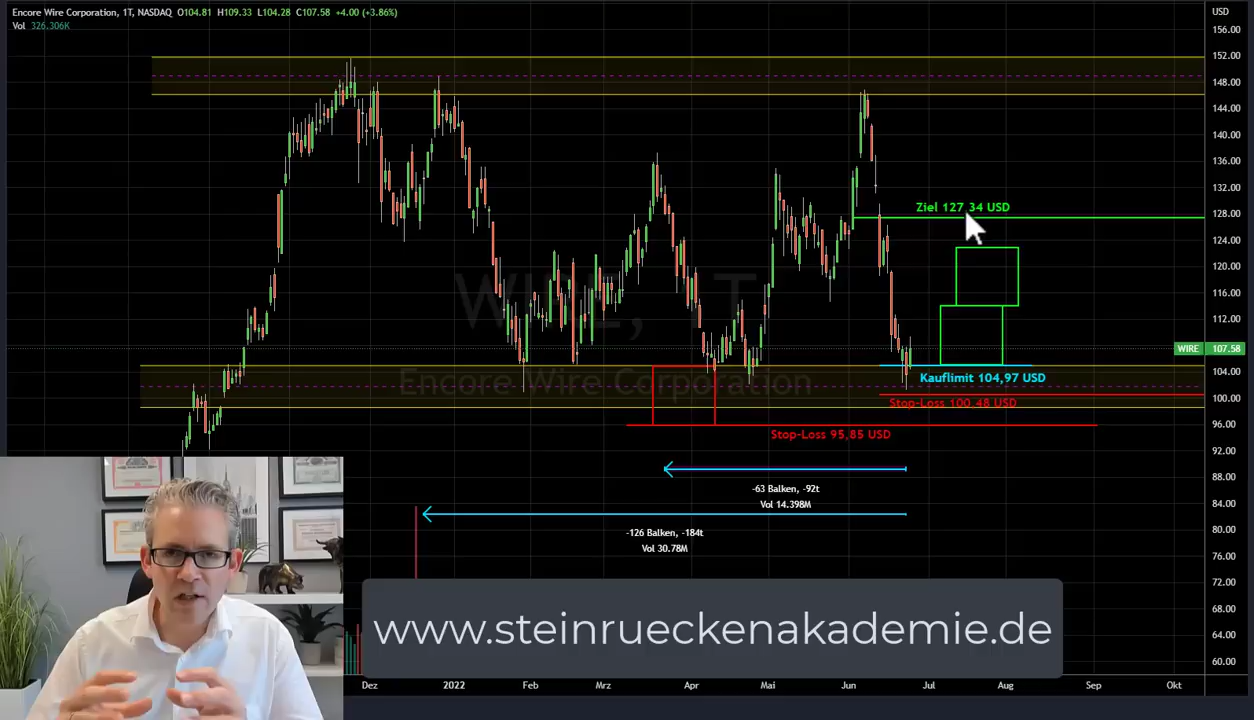 Encore Wire Corporation, 1T, NASDAQ O104.81 H109.33 L104.28 C107.58 +4.00 (+3.86%)
Vol 326.306K
USD
156.00
152.00
148.00
144.00
140.00
136.00
132.00
128.00
124.00
120.00
116.00
112.00
WIRE 107.58
104.00
100.00
96.00
92.00
88.00
84.00
80.00
76.00
72.00
68.00
64.00
60.00
WIRE, 1T
Encore Wire Corporation
Ziel 127,34 USD
Kauflimit 104,97 USD
Stop-Loss 100,48 USD
Stop-Loss 95,85 USD
-63 Balken, -92t
Vol 14.398M
-126 Balken, -184t
Vol 30.78M
www.steinrueckenakademie.de
Dez 2022 Feb Mrz Apr Mai Jun Jul Aug Sep Okt